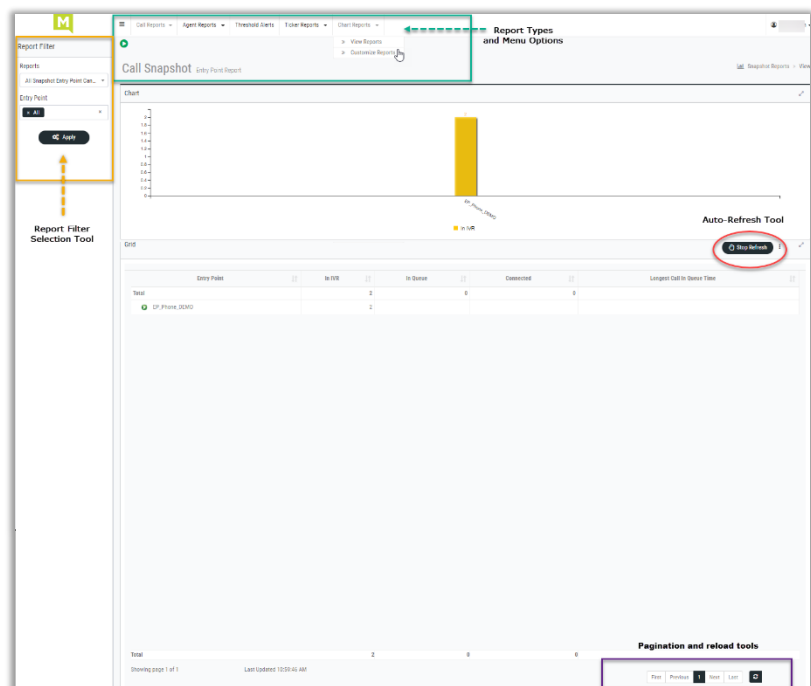 M
Call Reports
Agent Reports
Threshold Alerts
Ticket Reports
Chart Reports
» View Reports
» Customize Reports
Report Types
and Menu Options
Report Filter
Reports
All Snapshot Entry Point Can...
Entry Point
× All
×
Apply
Report Filter
Selection Tool
Call Snapshot Entry Point Report
Snapshot Reports > View
Chart
EP_Phone_DEMO
In IVR
Auto-Refresh Tool
Grid
Stop Refresh
Entry Point In IVR In Queue Connected Longest Call In Queue Time
Total 0 0
EP_Phone_DEMO 2
Total 2 0 0
Showing page 1 of 1
Last Updated
AM
Pagination and reload tools
First Previous 1 Next Last